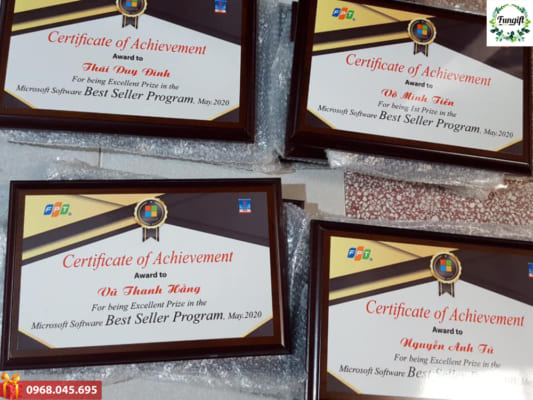 Certificate of Achievement
Award to
Thái Duy Đình
For being Excellent Prize in the
Microsoft Software Best Seller Program, May.2020
FPT
Certificate of Achievement
Award to
Võ Minh Tiến
For being 1st Prize in the
Microsoft Software Best Seller Program, May.2020
Fungift
FPT
Certificate of Achievement
Award to
Vũ Thanh Hằng
For being Excellent Prize in the
Microsoft Software Best Seller Program, May.2020
FPT
Certificate of Achievement
Award to
Nguyễn Anh Tú
For being Excellent Prize in the
Microsoft Software Best Seller
0968.045.695